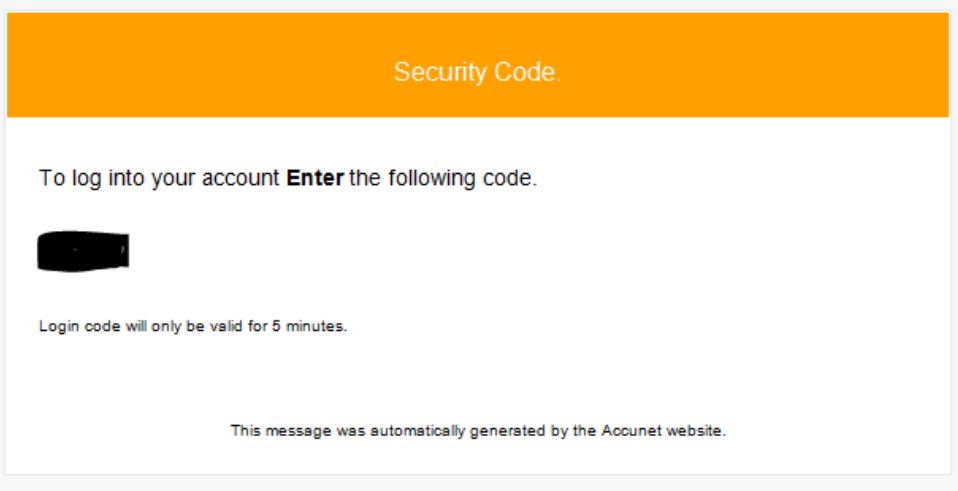 Security Code.
To log into your account Enter the following code.
Login code will only be valid for 5 minutes.
This message was automatically generated by the Accunet website.